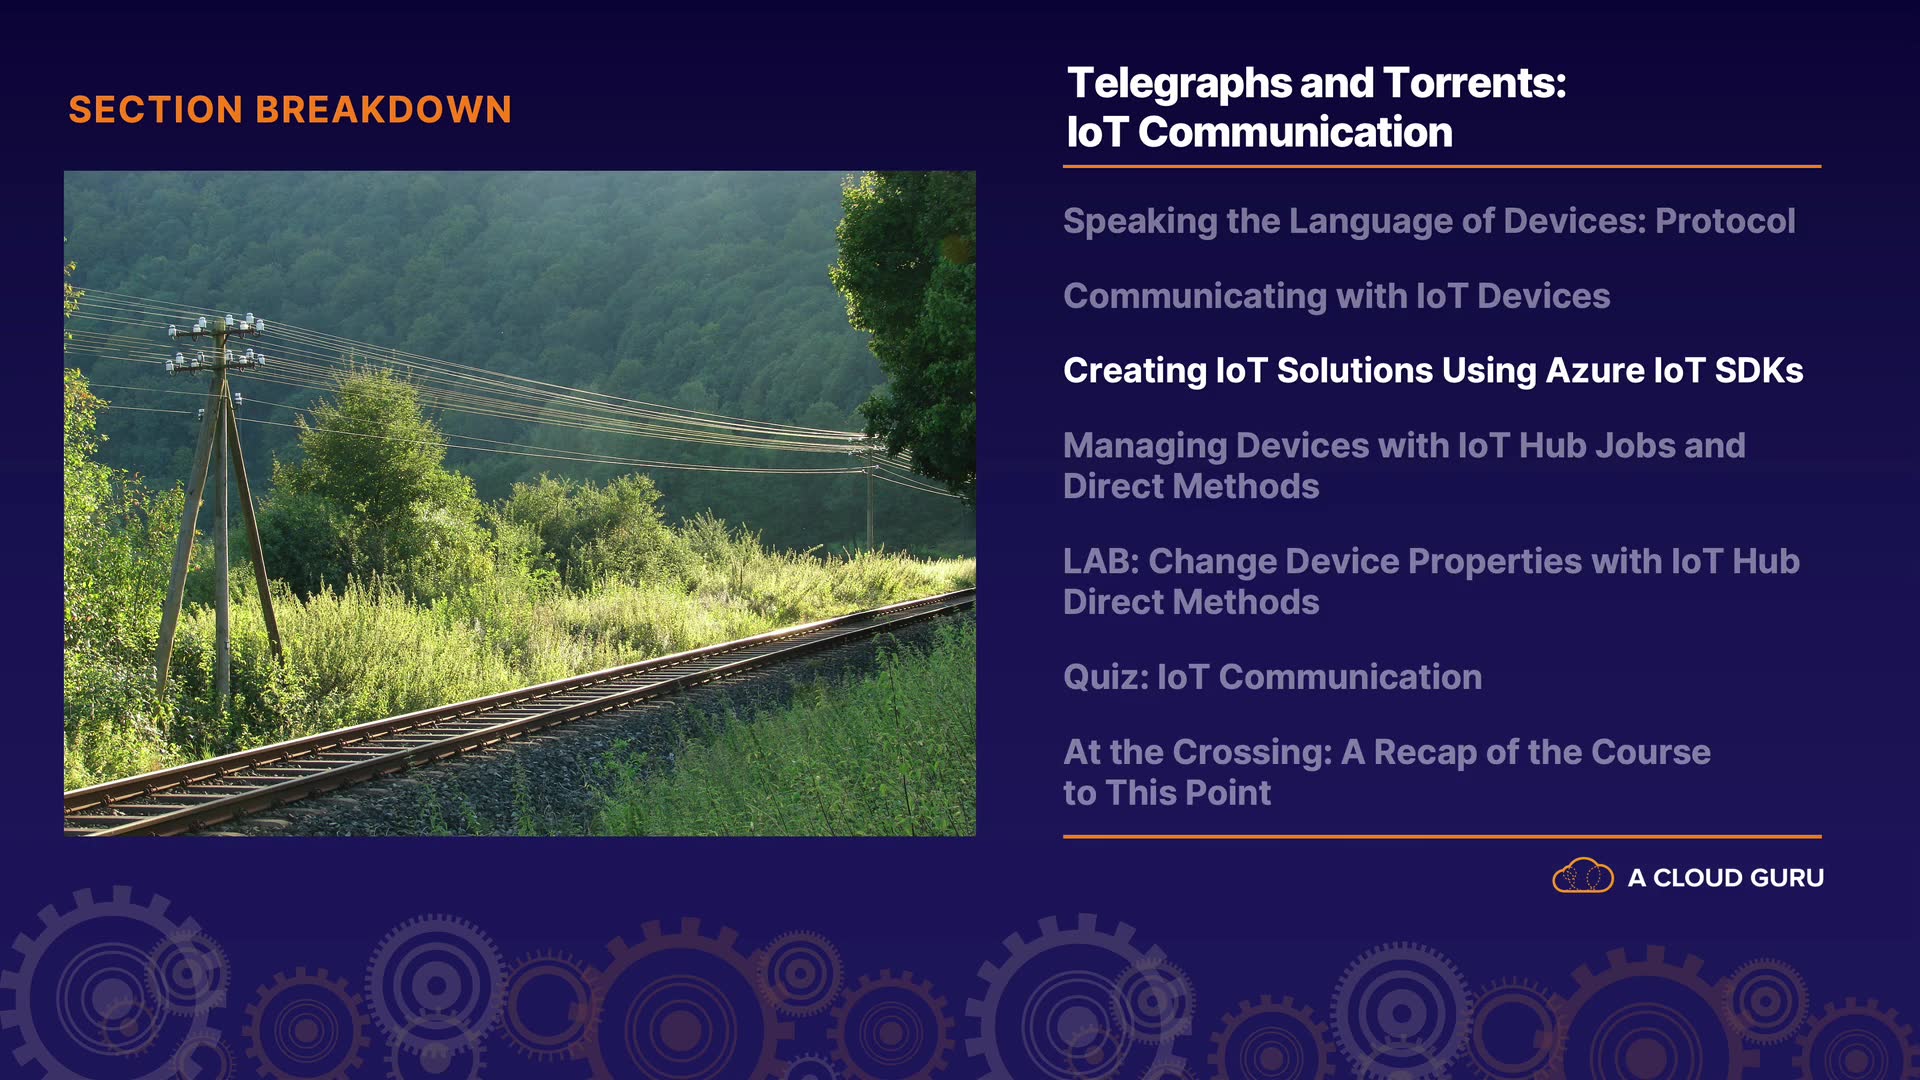 SECTION BREAKDOWN
Telegraphs and Torrents:
IoT Communication
Speaking the Language of Devices: Protocol
Communicating with IoT Devices
Creating IoT Solutions Using Azure IoT SDKs
Managing Devices with IoT Hub Jobs and
Direct Methods
LAB: Change Device Properties with IoT Hub
Direct Methods
Quiz: IoT Communication
At the Crossing: A Recap of the Course
to This Point
A CLOUD GURU